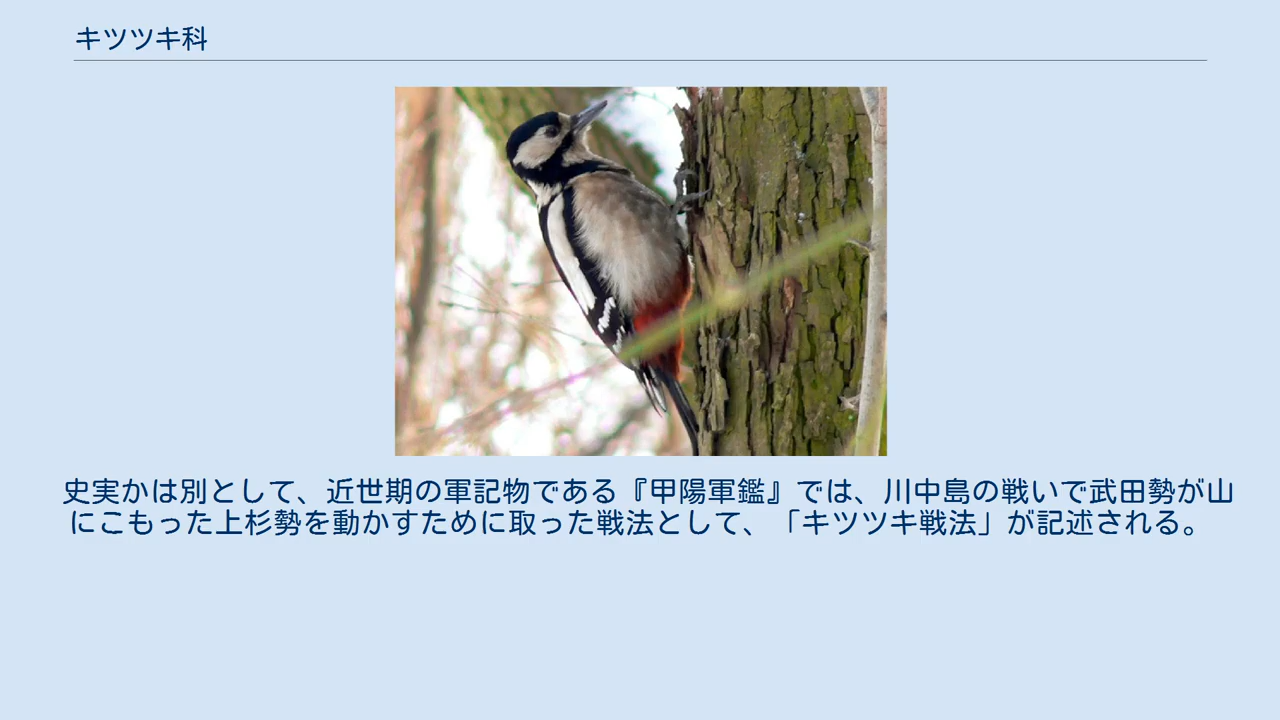 キツツキ科
史実かは別として、近世期の軍記物である『甲陽軍鑑』では、川中島の戦いで武田勢が山
にこもった上杉勢を動かすために取った戦法として、「キツツキ戦法」が記述される。